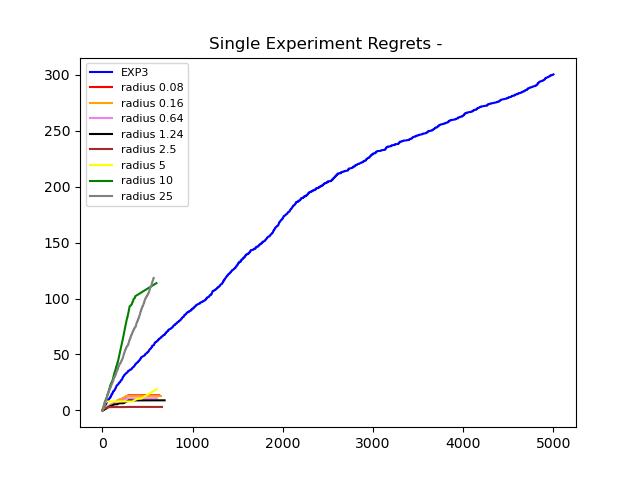 Single Experiment Regrets -
300
250
200
150
100
50
0
EXP3
radius 0.08
radius 0.16
radius 0.64
radius 1.24
radius 2.5
radius 5
radius 10
radius 25
0 1000 2000 3000 4000 5000